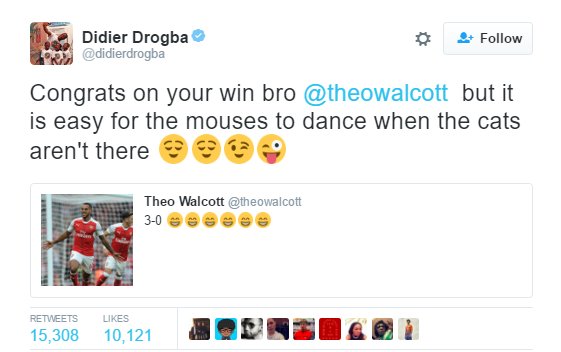 Didier Drogba
@didierdrogba
Follow
Congrats on your win bro @theowalcott but it
is easy for the mouses to dance when the cats
aren't there 😌😌😉😜
Theo Walcott @theowalcott
3-0 😄😄😄😄😄😄
RETWEETS LIKES
15,308 10,121